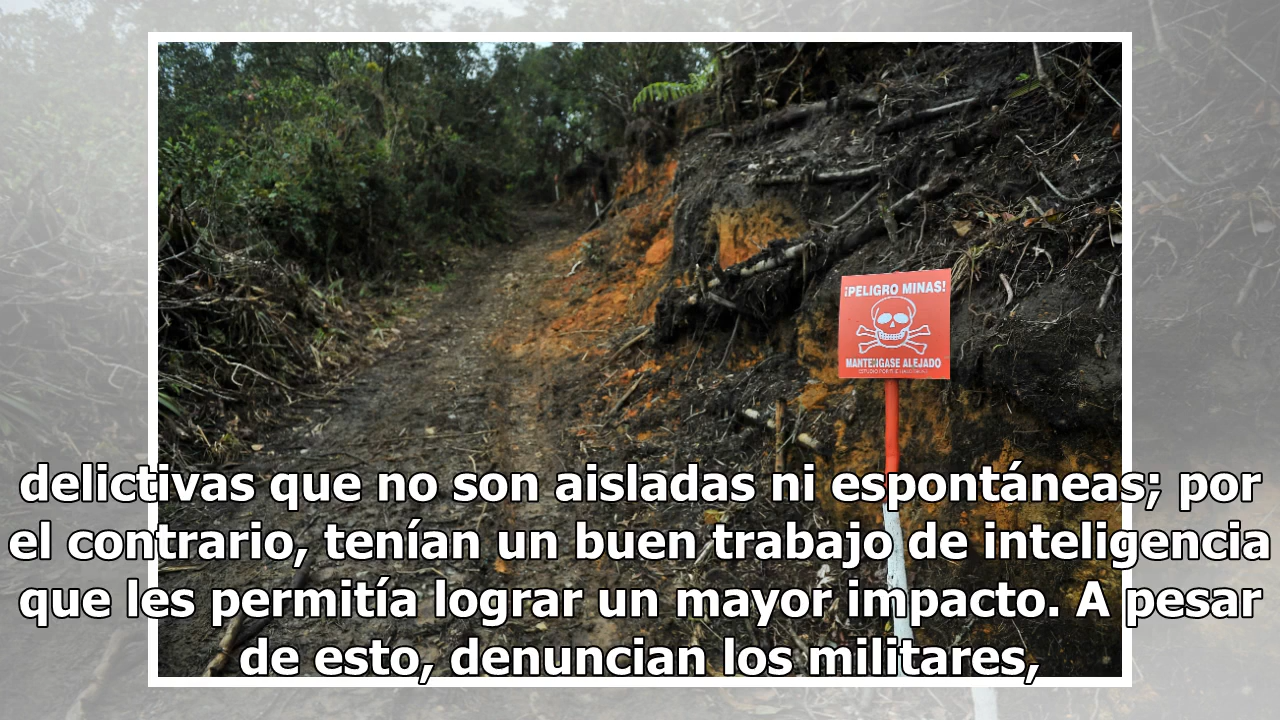 ¡PELIGRO MINAS!
MANTENGASE ALEJADO
delictivas que no son aisladas ni espontáneas; por
el contrario, tenían un buen trabajo de inteligencia
que les permitía lograr un mayor impacto. A pesar
de esto, denuncian los militares,